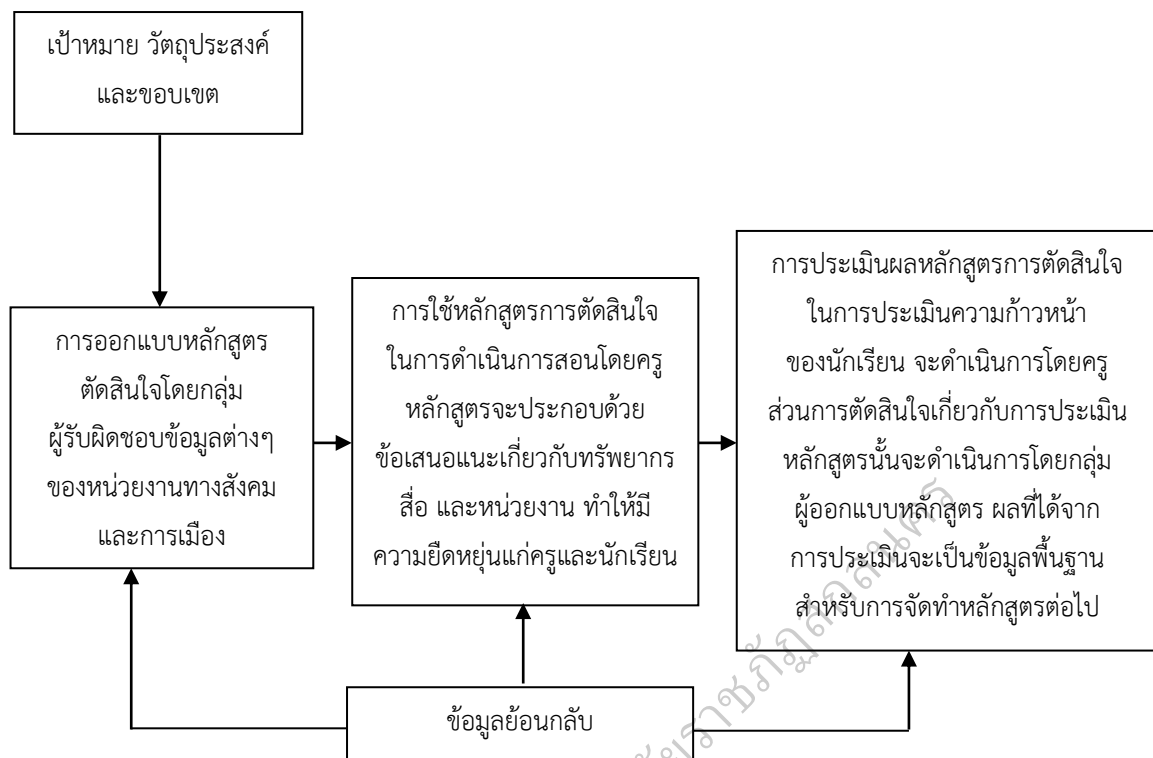 เป้าหมาย วัตถุประสงค์
และขอบเขต
การออกแบบหลักสูตร
ตัดสินใจโดยกลุ่ม
ผู้รับผิดชอบข้อมูลต่างๆ
ของหน่วยงานทางสังคม
และการเมือง
การใช้หลักสูตรการตัดสินใจ
ในการดำเนินการสอนโดยครู
หลักสูตรจะประกอบด้วย
ข้อเสนอแนะเกี่ยวกับทรัพยากร
สื่อ และหน่วยงาน ทำให้มี
ความยืดหยุ่นแก่ครูและนักเรียน
การประเมินผลหลักสูตรการตัดสินใจ
ในการประเมินความก้าวหน้า
ของนักเรียน จะดำเนินการโดยครู
ส่วนการตัดสินใจเกี่ยวกับการประเมิน
หลักสูตรนั้นจะดำเนินการโดยกลุ่ม
ผู้ออกแบบหลักสูตร ผลที่ได้จาก
การประเมินจะเป็นข้อมูลพื้นฐาน
สำหรับการจัดทำหลักสูตรต่อไป
ข้อมูลย้อนกลับ
ราชภัฏสกลนคร